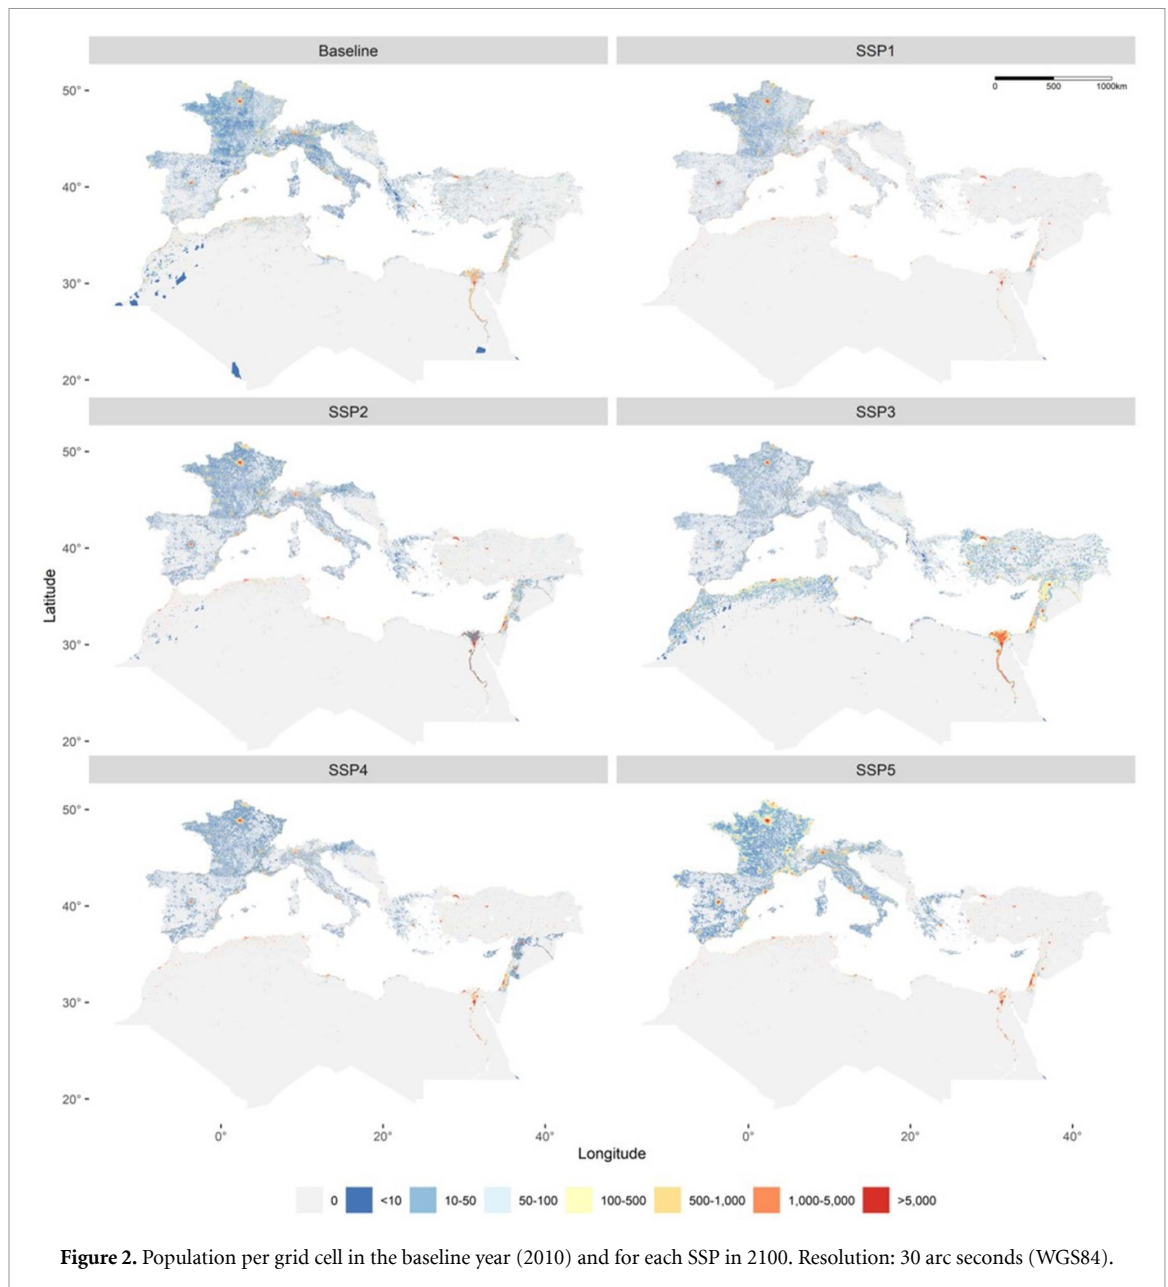 Baseline
SSP1
0 500 1000km
50°
40°
30°
20°
SSP2
SSP3
50°
40°
30°
20°
Latitude
SSP4
SSP5
50°
40°
30°
20°
0° 20° 40° 0° 20° 40°
Longitude
0 <10 10-50 50-100 100-500 500-1,000 1,000-5,000 >5,000
Figure 2. Population per grid cell in the baseline year (2010) and for each SSP in 2100. Resolution: 30 arc seconds (WGS84).